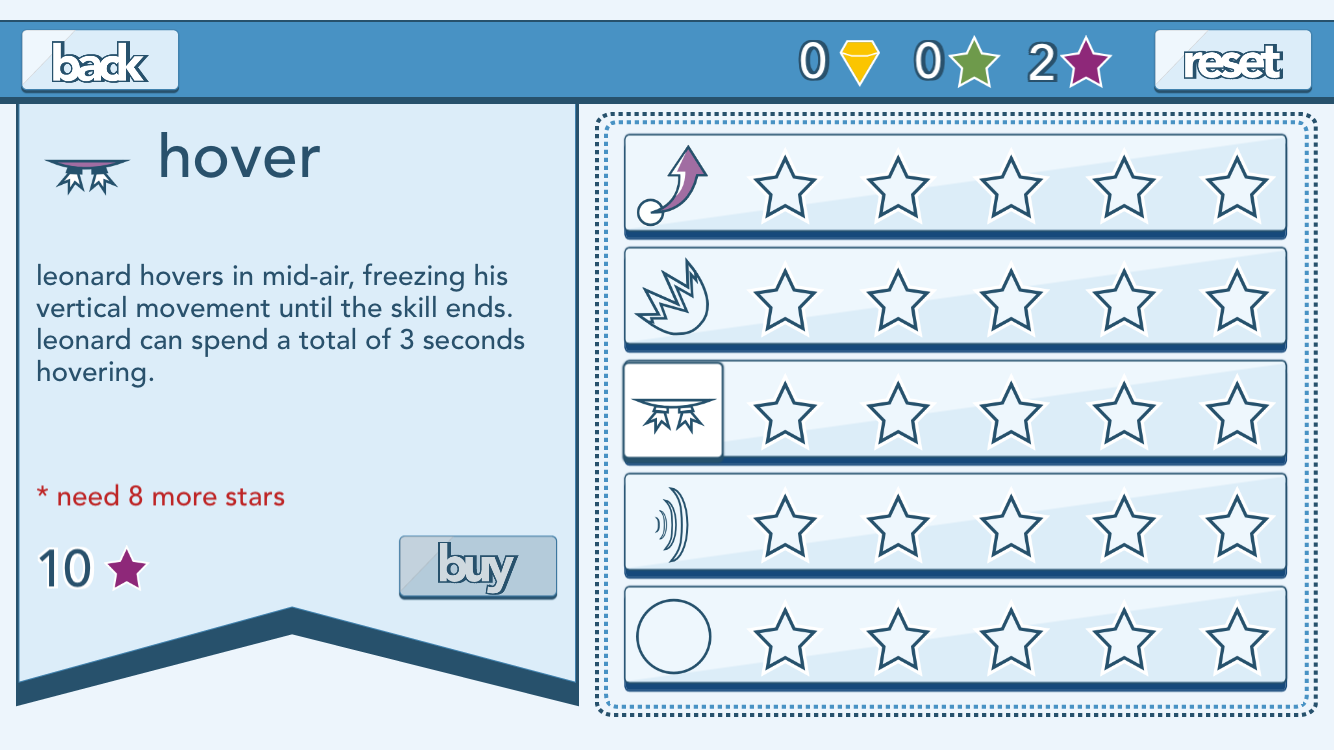 back
0 0 2
reset
hover
leonard hovers in mid-air, freezing his
vertical movement until the skill ends.
leonard can spend a total of 3 seconds
hovering.
* need 8 more stars
10
buy